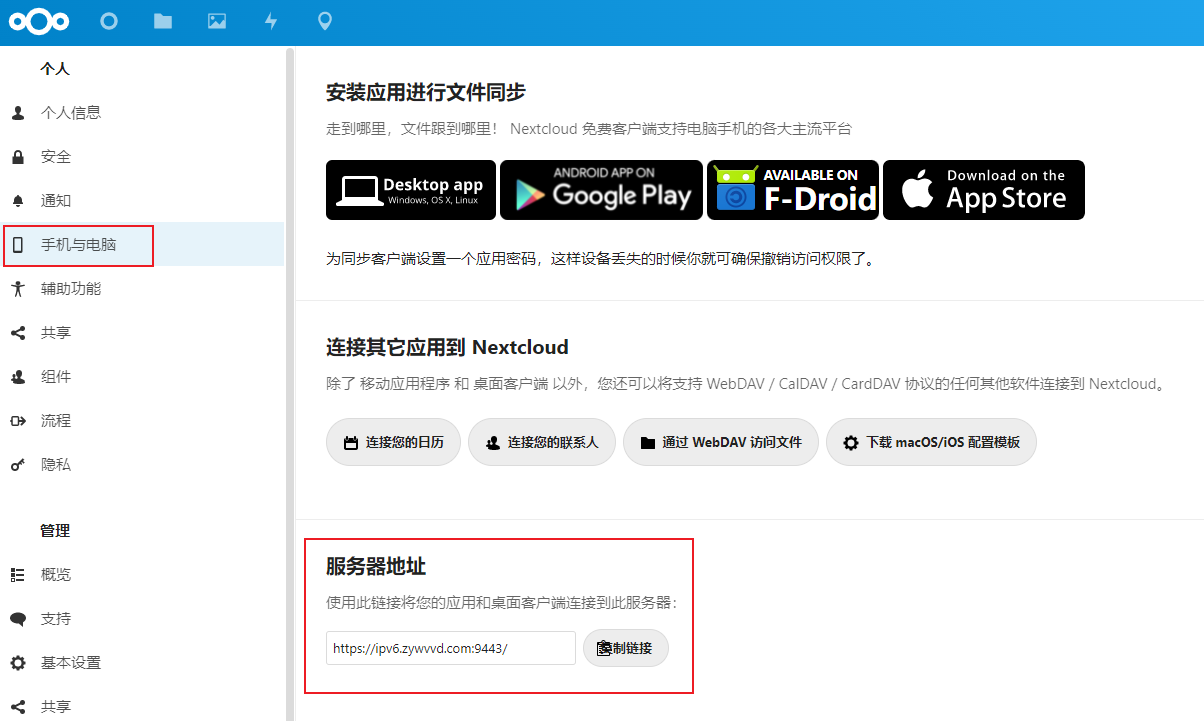 个人
个人信息
安全
通知
手机与电脑
辅助功能
共享
组件
流程
隐私
管理
概览
支持
基本设置
共享
安装应用进行文件同步
走到哪里，文件跟到哪里！ Nextcloud 免费客户端支持电脑手机的各大主流平台
Desktop app
Windows, OS X, Linux
ANDROID APP ON
Google Play
AVAILABLE ON
F-Droid
Download on the
App Store
为同步客户端设置一个应用密码，这样设备丢失的时候你就可确保撤销访问权限了。
连接其它应用到 Nextcloud
除了 移动应用程序 和 桌面客户端 以外，您还可以将支持 WebDAV / CalDAV / CardDAV 协议的任何其他软件连接到 Nextcloud。
连接您的日历
连接您的联系人
通过 WebDAV 访问文件
下载 macOS/iOS 配置模板
服务器地址
使用此链接将您的应用和桌面客户端连接到此服务器：
https://ipv6.zywvvd.com:9443/
复制链接